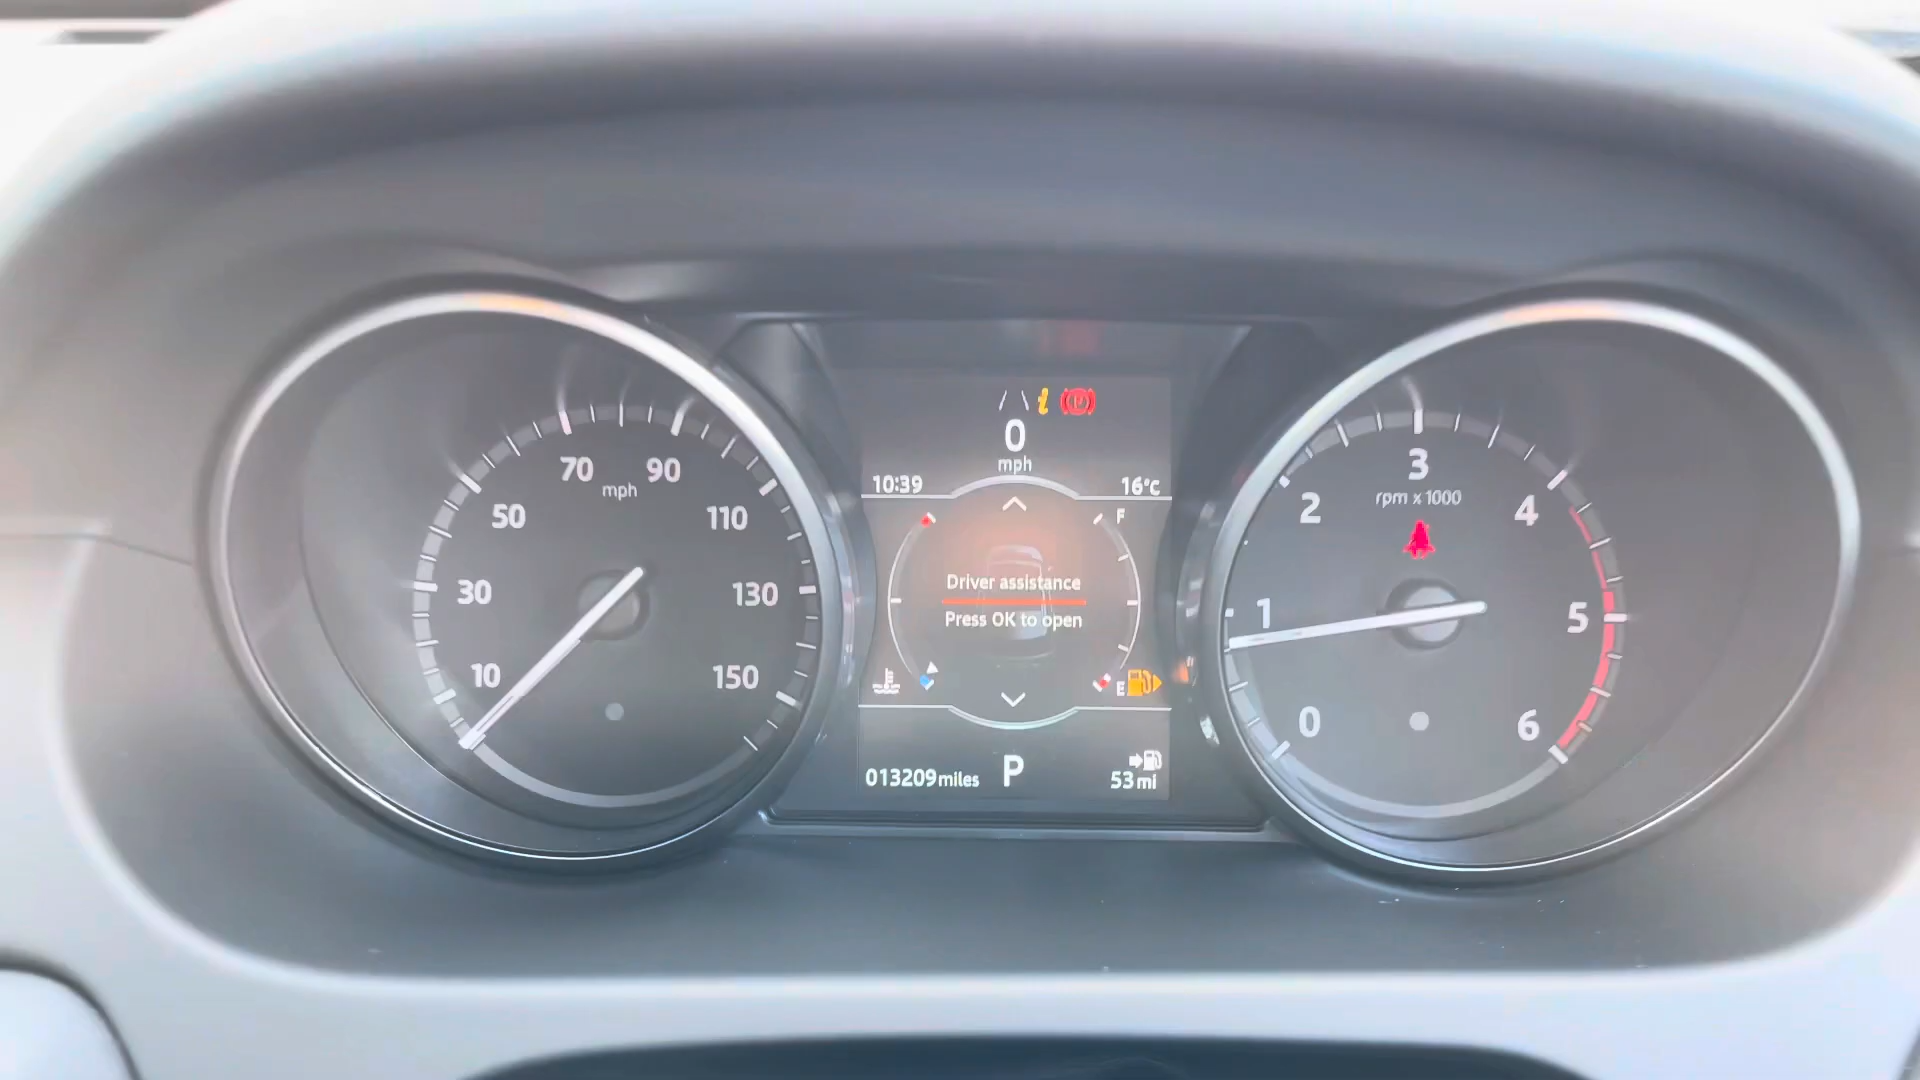 0
mph
10:39
16°C
F
Driver assistance
Press OK to open
E
013209miles
P
53 mi
10
30
50
70
90
110
130
150
mph
0
1
2
3
4
5
6
rpm x 1000